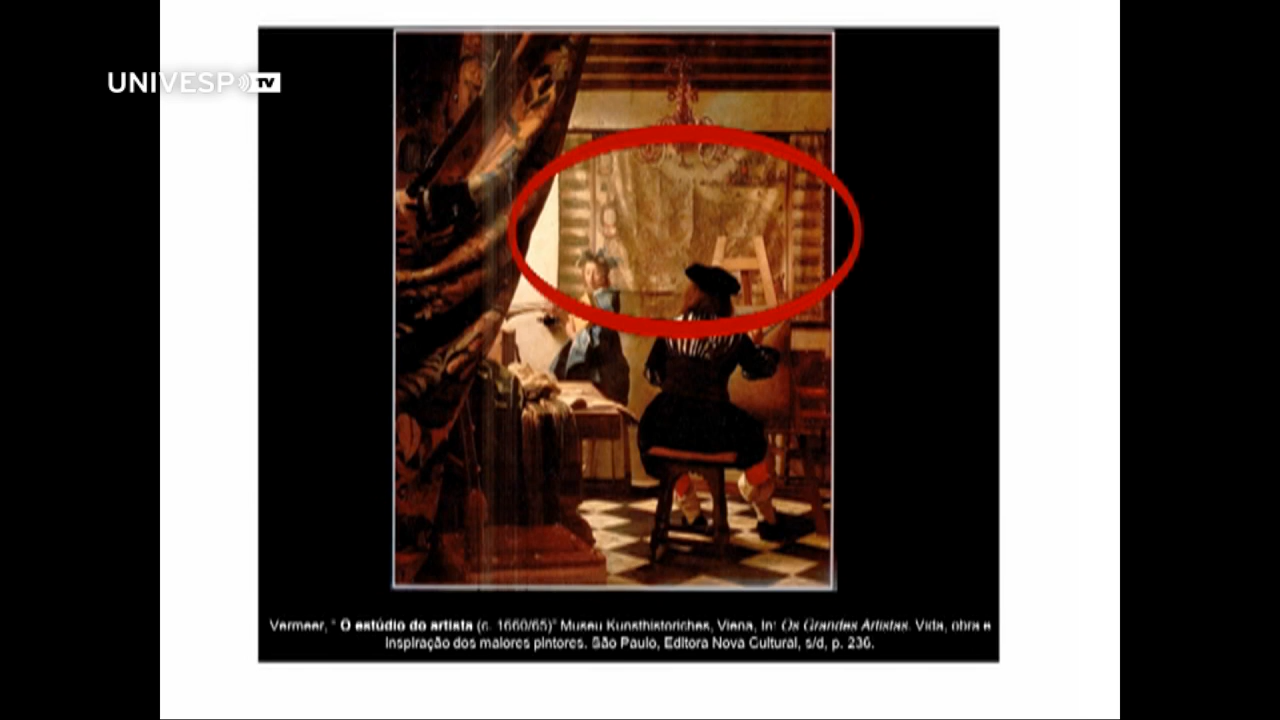 UNIVESP TV
Vermeer, " O estúdio do artista (c. 1660/65)" Museu Kunsthistoriches, Viena, In: Os Grandes Artistas. Vida, obra e
inspiração dos maiores pintores. São Paulo, Editora Nova Cultural, s/d, p. 236.